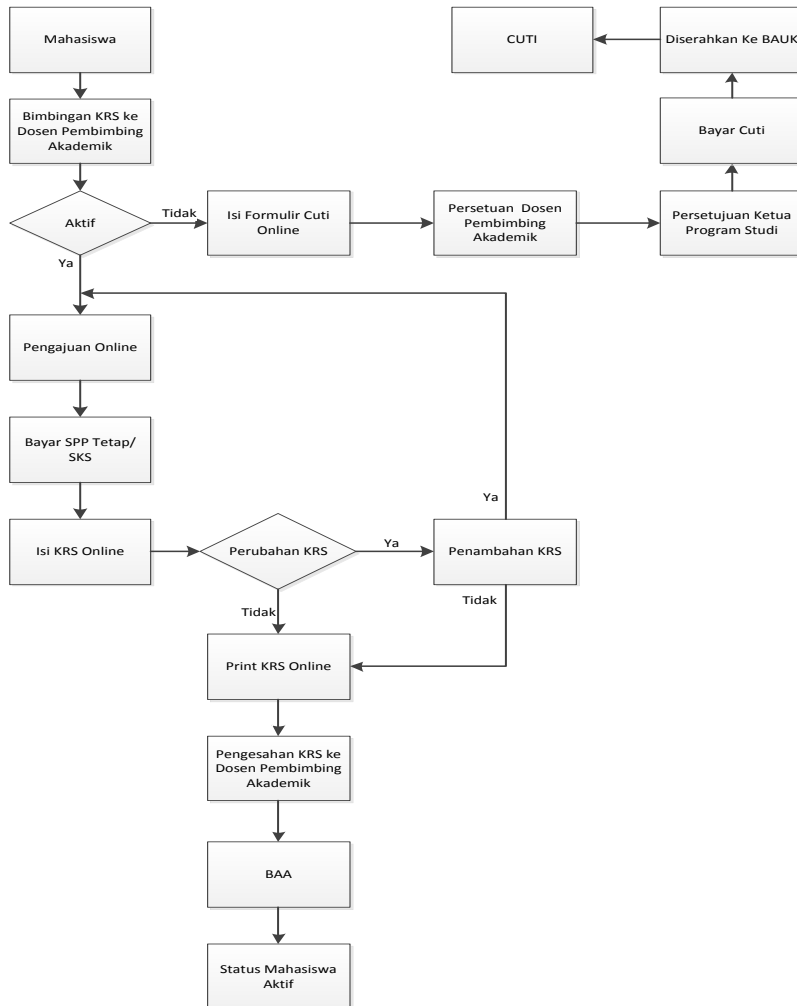 Mahasiswa
CUTI
Diserahkan Ke BAUK
Bimbingan KRS ke
Dosen Pembimbing
Akademik
Bayar Cuti
Aktif
Tidak
Isi Formulir Cuti
Online
Persetuan Dosen
Pembimbing
Akademik
Persetujuan Ketua
Program Studi
Ya
Pengajuan Online
Bayar SPP Tetap/
SKS
Ya
Isi KRS Online
Perubahan KRS
Ya
Penambahan KRS
Tidak
Tidak
Print KRS Online
Pengesahan KRS ke
Dosen Pembimbing
Akademik
BAA
Status Mahasiswa
Aktif